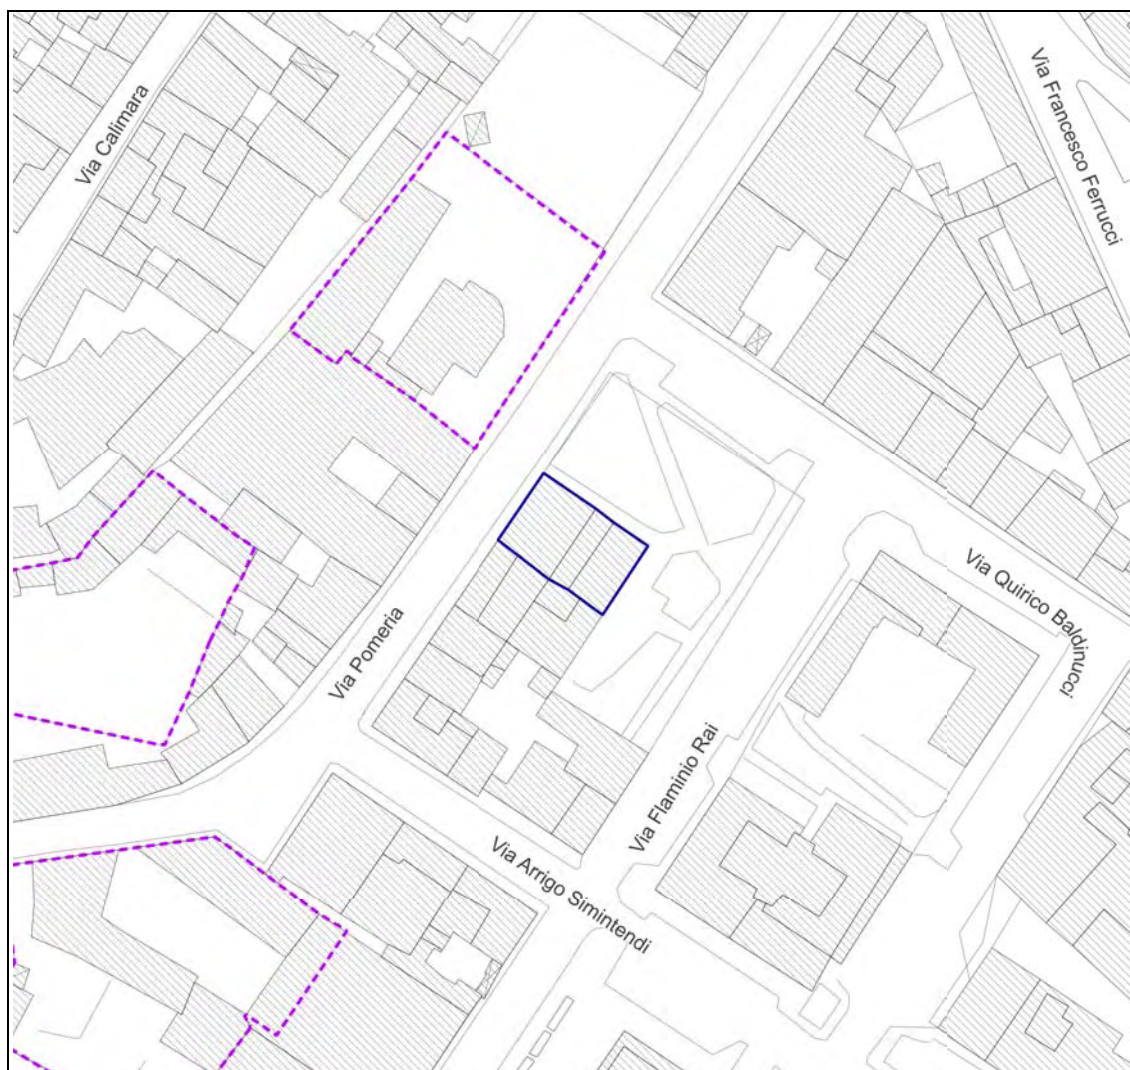 Via Calimara
Via Francesco Ferrucci
Via Quirico Baldinucci
Via Pomeria
Via Flaminio Rai
Via Arrigo Simintendi